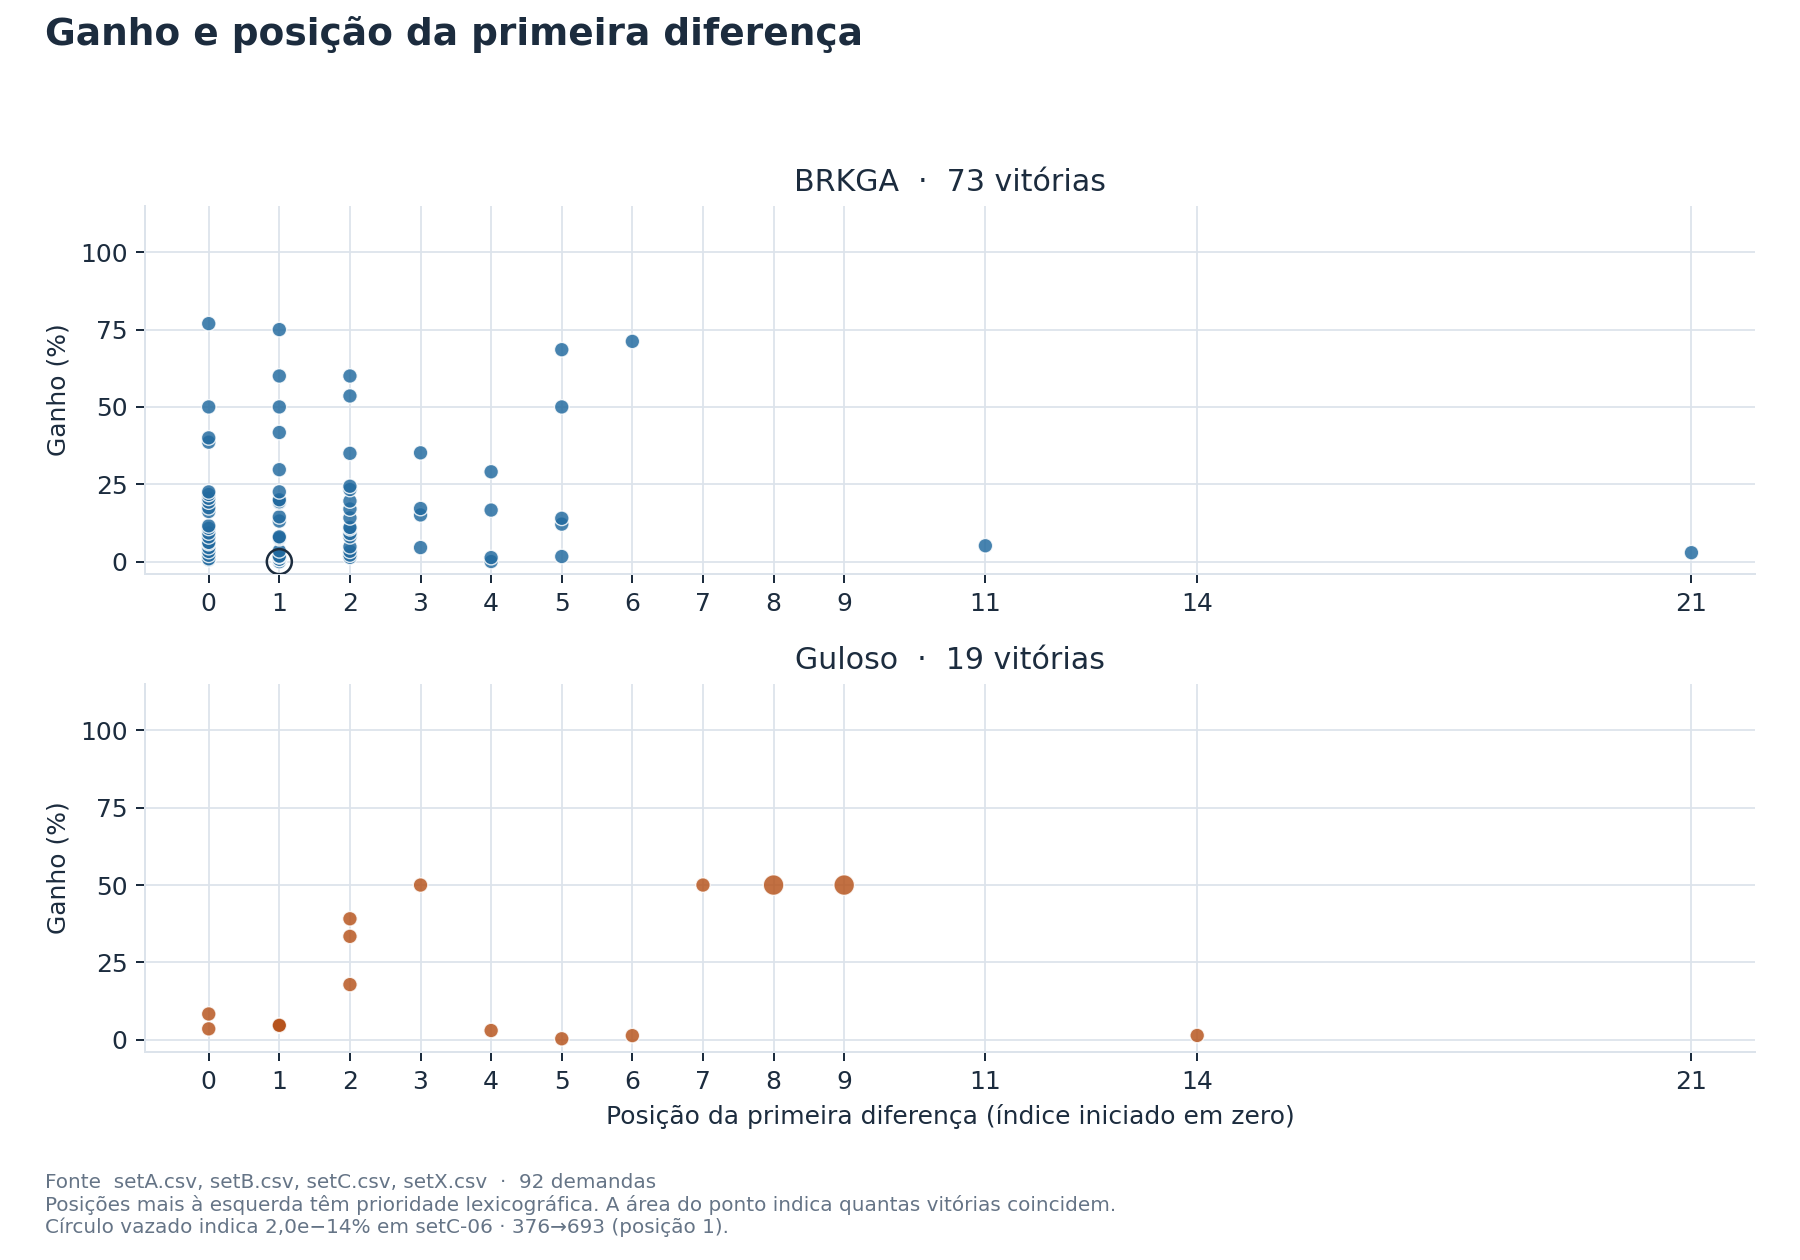 Ganho e posição da primeira diferença
BRKGA · 73 vitórias
Ganho (%)
100
75
50
25
0
0 1 2 3 4 5 6 7 8 9 11 14 21
Guloso · 19 vitórias
Ganho (%)
100
75
50
25
0
0 1 2 3 4 5 6 7 8 9 11 14 21
Posição da primeira diferença (índice iniciado em zero)
Fonte setA.csv, setB.csv, setC.csv, setX.csv · 92 demandas
Posições mais à esquerda têm prioridade lexicográfica. A área do ponto indica quantas vitórias coincidem.
Círculo vazado indica 2,0e−14% em setC-06 · 376→693 (posição 1).